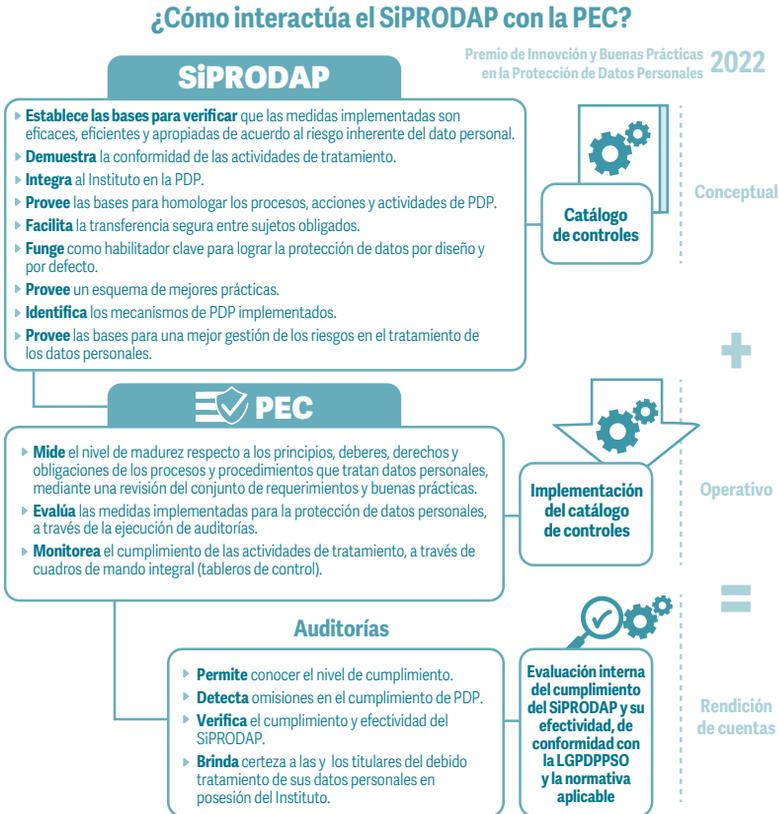 ¿Cómo interactúa el SiPRODAP con la PEC?
Premio de Innovción y Buenas Prácticas
en la Protección de Datos Personales
2022
SiPRODAP
Establece las bases para verificar que las medidas implementadas son
eficaces, eficientes y apropiadas de acuerdo al riesgo inherente del dato personal.
Demuestra la conformidad de las actividades de tratamiento.
Integra al Instituto en la PDP.
Provee las bases para homologar los procesos, acciones y actividades de PDP.
Facilita la transferencia segura entre sujetos obligados.
Funge como habilitador clave para lograr la protección de datos por diseño y
por defecto.
Provee un esquema de mejores prácticas.
Identifica los mecanismos de PDP implementados.
Provee las bases para una mejor gestión de los riesgos en el tratamiento de
los datos personales.
Catálogo
de controles
Conceptual
+
PEC
Mide el nivel de madurez respecto a los principios, deberes, derechos y
obligaciones de los procesos y procedimientos que tratan datos personales,
mediante una revisión del conjunto de requerimientos y buenas prácticas.
Evalúa las medidas implementadas para la protección de datos personales,
a través de la ejecución de auditorías.
Monitorea el cumplimiento de las actividades de tratamiento, a través de
cuadros de mando integral (tableros de control).
Implementación
del catálogo
de controles
Operativo
=
Auditorías
Permite conocer el nivel de cumplimiento.
Detecta omisiones en el cumplimiento de PDP.
Verifica el cumplimiento y efectividad del
SiPRODAP.
Brinda certeza a las y los titulares del debido
tratamiento de sus datos personales en
posesión del Instituto.
Evaluación interna
del cumplimiento
del SiPRODAP y su
efectividad, de
conformidad con
la LGPDPPSO
y la normativa
aplicable
Rendición
de cuentas